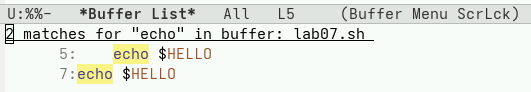 U:%%-  *Buffer List*   All   L5    (Buffer Menu ScrLck)
2 matches for "echo" in buffer: lab07.sh
5:    echo $HELLO
7:echo $HELLO